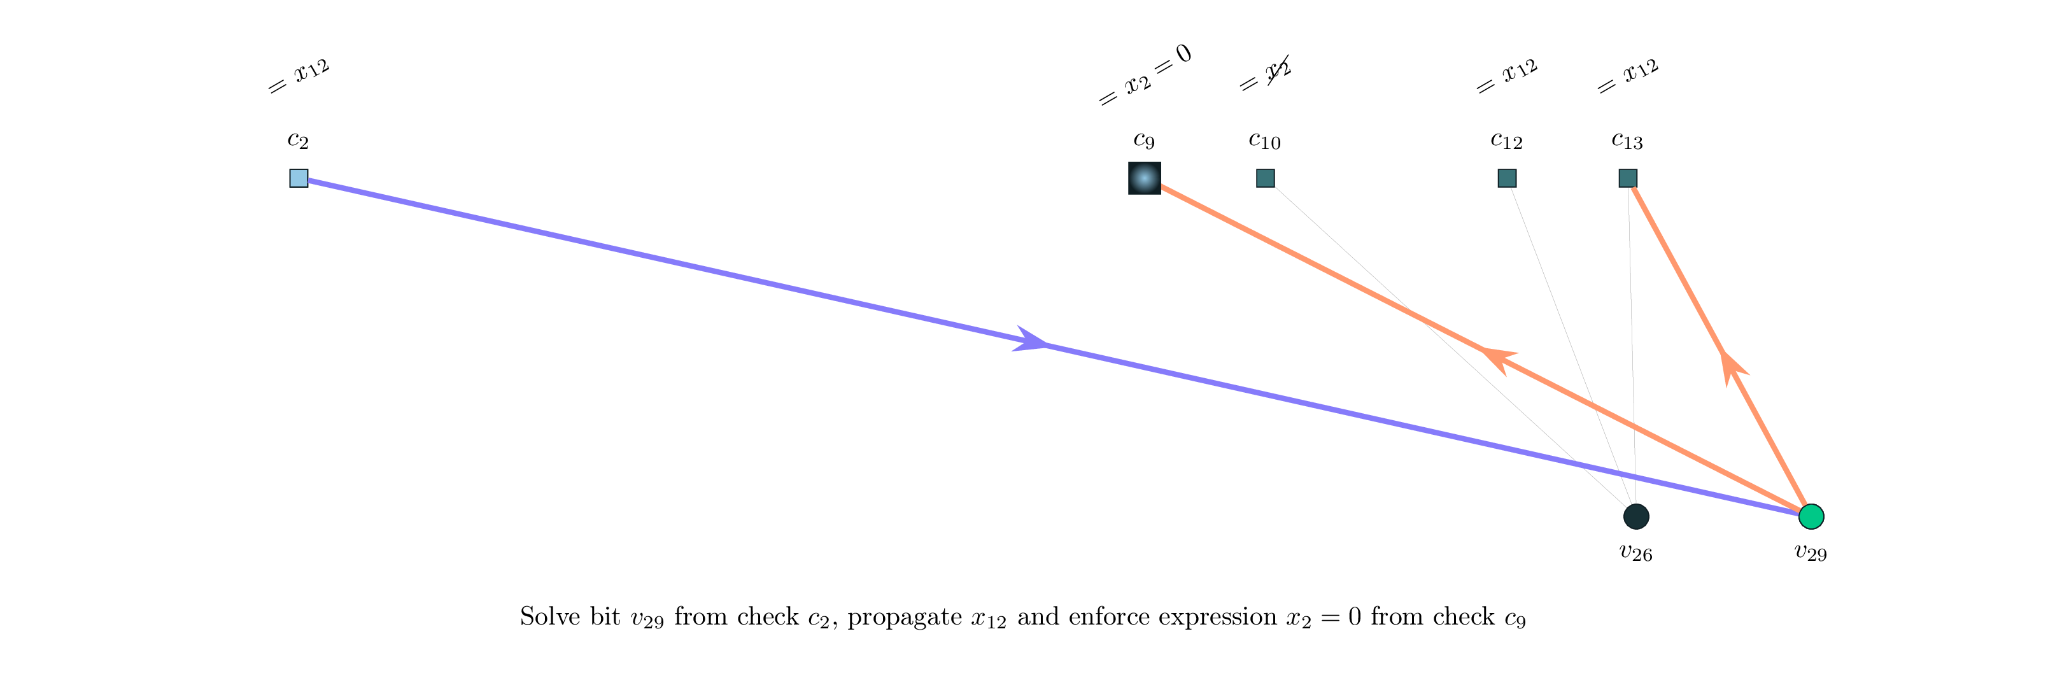 = x₁₂ = x₂ = 0 = x̸₂ = x₁₂ = x₁₂
c₂ c₉ c₁₀ c₁₂ c₁₃
v₂₆ v₂₉
Solve bit v₂₉ from check c₂, propagate x₁₂ and enforce expression x₂ = 0 from check c₉